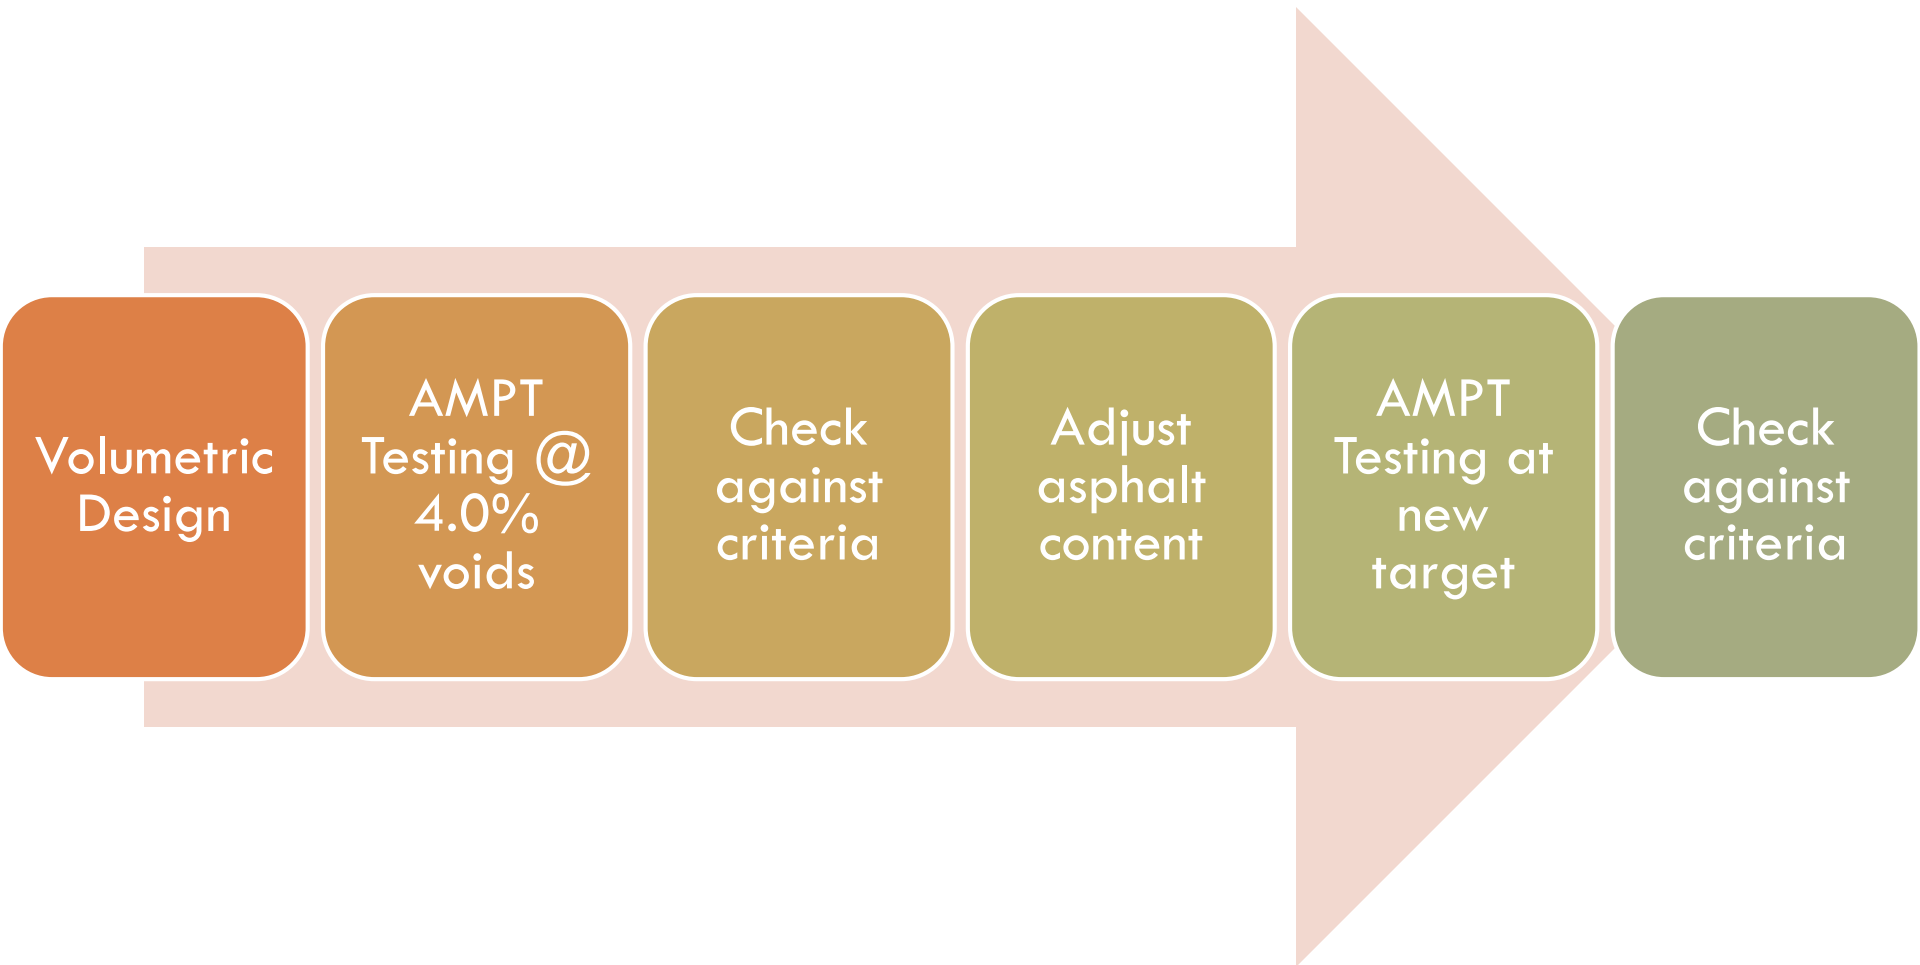 Volumetric
Design
AMPT
Testing @
4.0%
voids
Check
against
criteria
Adjust
asphalt
content
AMPT
Testing at
new
target
Check
against
criteria